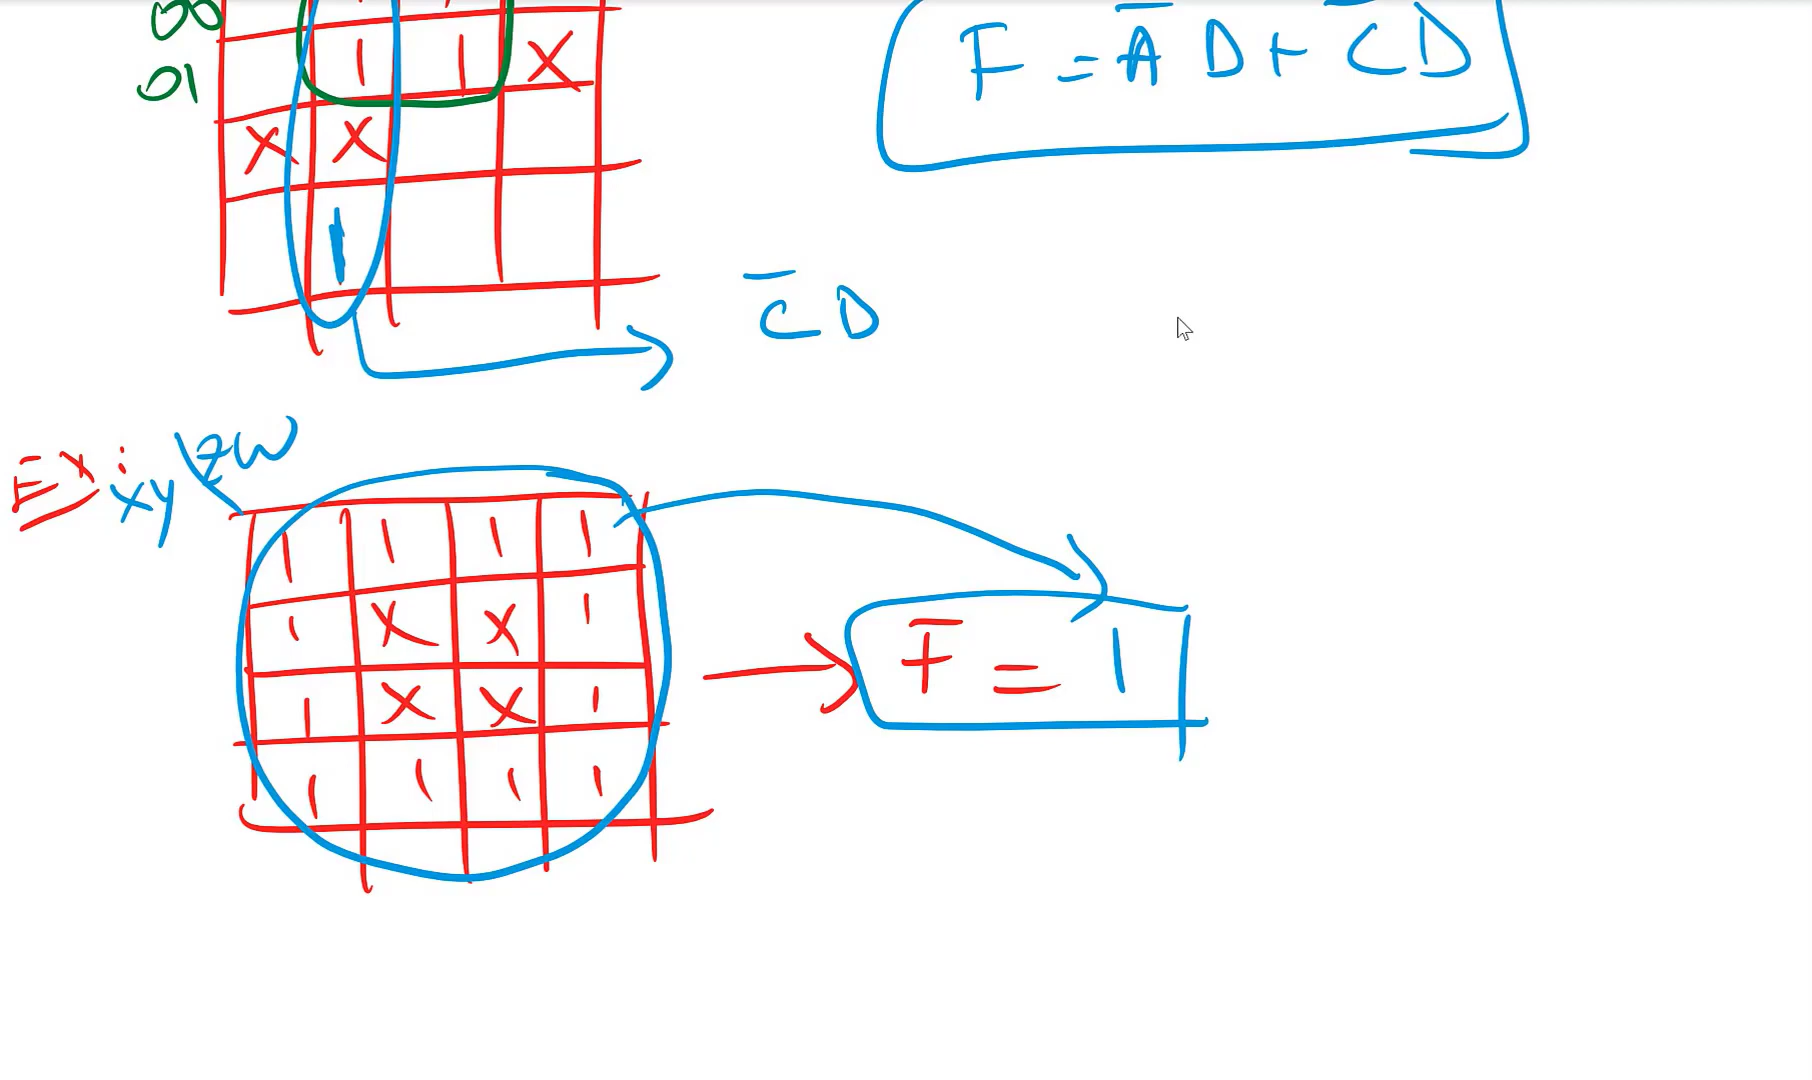 00
01 1 1 X F = A̅ D + C̅ D
X X
1
C̅ D
Ex: xy zw
1 1 1 1
1 X X 1
1 X X 1 F = 1
1 1 1 1